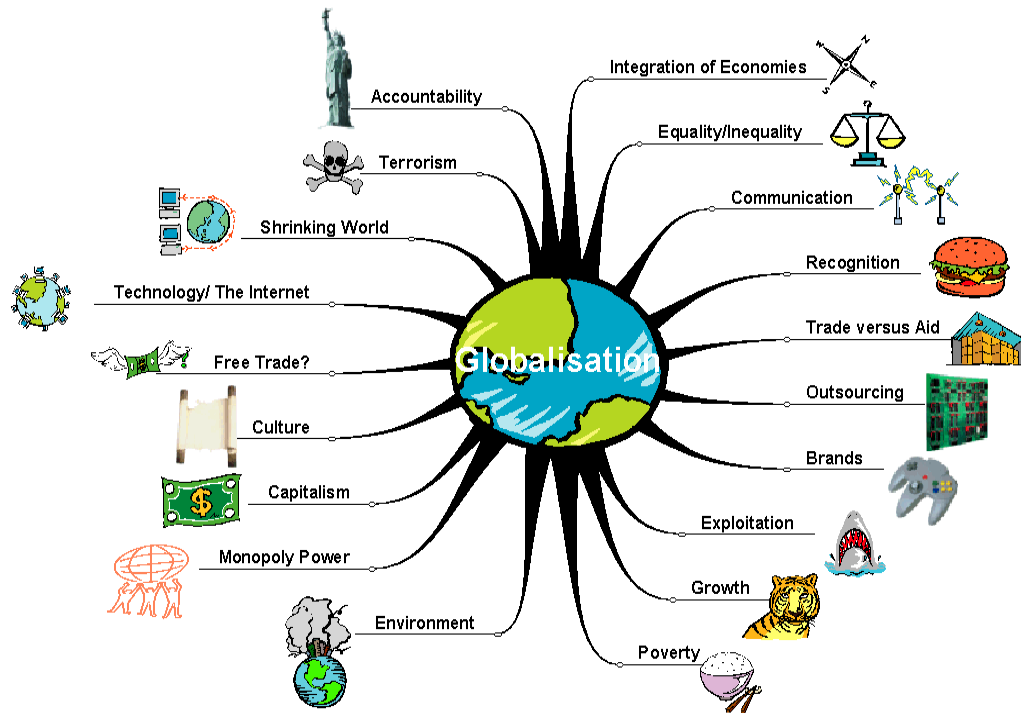 Globalisation
Integration of Economies
Equality/Inequality
Communication
Recognition
Trade versus Aid
Outsourcing
Brands
Exploitation
Growth
Poverty
Environment
Monopoly Power
Capitalism
Culture
Free Trade?
Technology/ The Internet
Shrinking World
Terrorism
Accountability
N
W
E
S
$